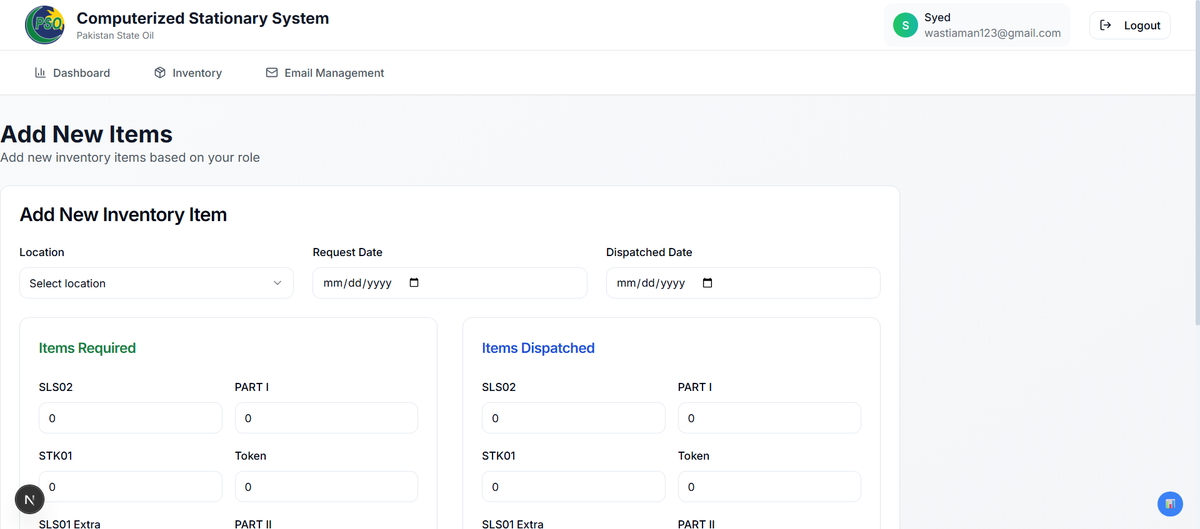 PSO
Computerized Stationary System
Pakistan State Oil
S
Syed
wastiaman123@gmail.com
Logout
Dashboard
Inventory
Email Management
Add New Items
Add new inventory items based on your role
Add New Inventory Item
Location
Request Date
Dispatched Date
Select location
mm/dd/yyyy
mm/dd/yyyy
Items Required
Items Dispatched
SLS02
PART I
SLS02
PART I
0
0
0
0
STK01
Token
STK01
Token
0
0
0
0
N
SLS01 Extra
PART II
SLS01 Extra
PART II